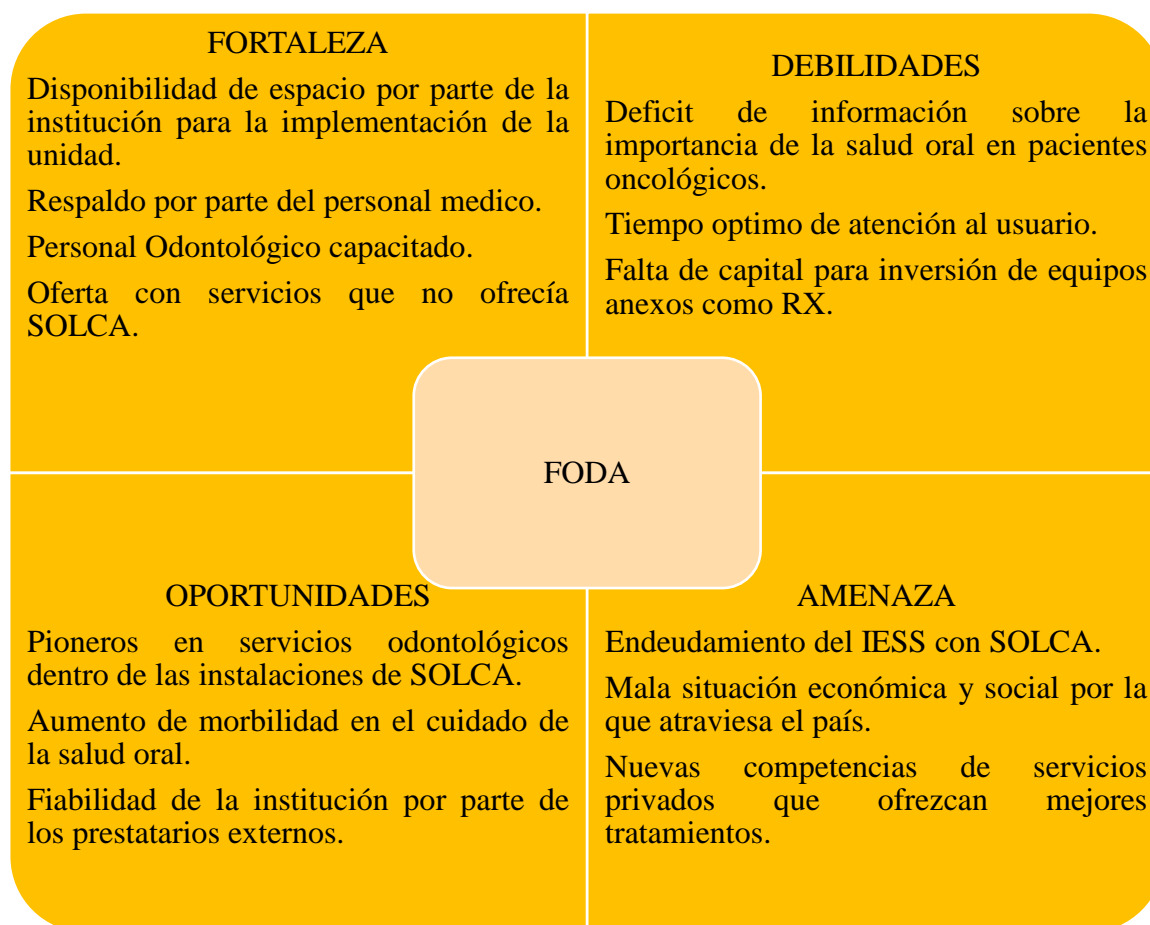 FORTALEZA
Disponibilidad de espacio por parte de la
institución para la implementación de la
unidad.
Respaldo por parte del personal medico.
Personal Odontológico capacitado.
Oferta con servicios que no ofrecía
SOLCA.
DEBILIDADES
Deficit de información sobre la
importancia de la salud oral en pacientes
oncológicos.
Tiempo optimo de atención al usuario.
Falta de capital para inversión de equipos
anexos como RX.
FODA
OPORTUNIDADES
Pioneros en servicios odontológicos
dentro de las instalaciones de SOLCA.
Aumento de morbilidad en el cuidado de
la salud oral.
Fiabilidad de la institución por parte de
los prestatarios externos.
AMENAZA
Endeudamiento del IESS con SOLCA.
Mala situación económica y social por la
que atraviesa el país.
Nuevas competencias de servicios
privados que ofrezcan mejores
tratamientos.